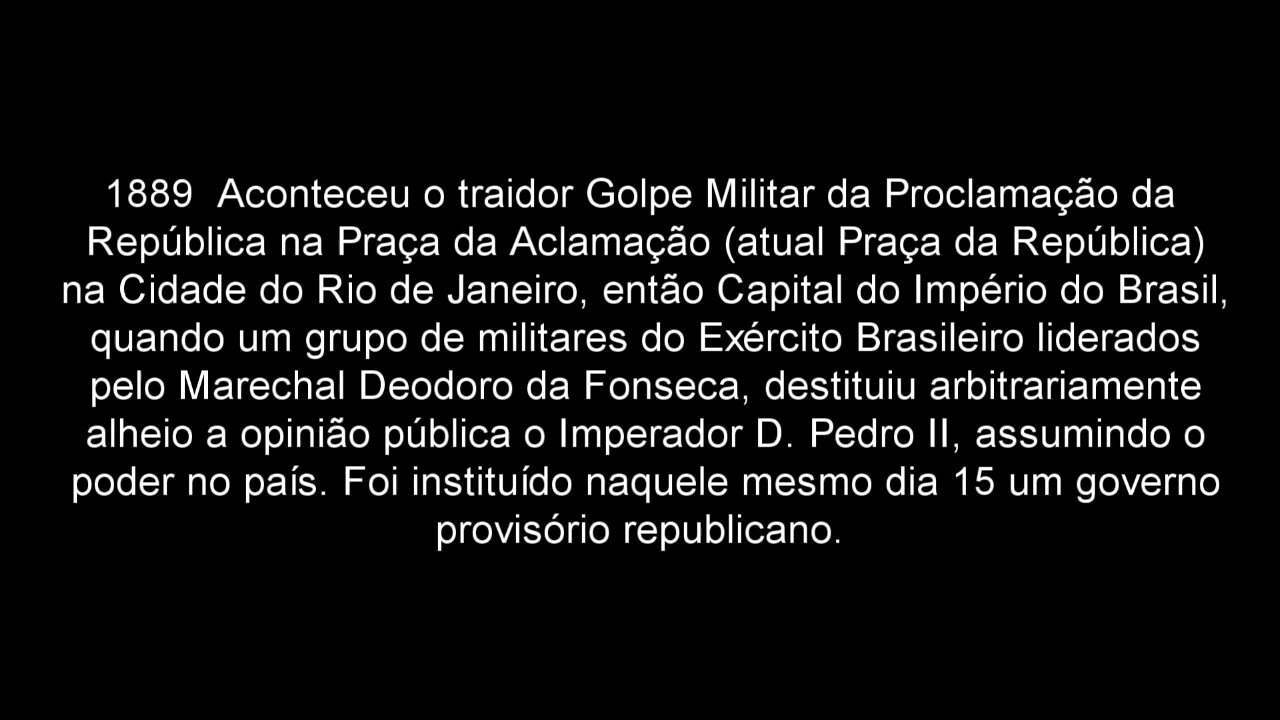 1889  Aconteceu o traidor Golpe Militar da Proclamação da
República na Praça da Aclamação (atual Praça da República)
na Cidade do Rio de Janeiro, então Capital do Império do Brasil,
quando um grupo de militares do Exército Brasileiro liderados
pelo Marechal Deodoro da Fonseca, destituiu arbitrariamente
alheio a opinião pública o Imperador D. Pedro II, assumindo o
poder no país. Foi instituído naquele mesmo dia 15 um governo
provisório republicano.